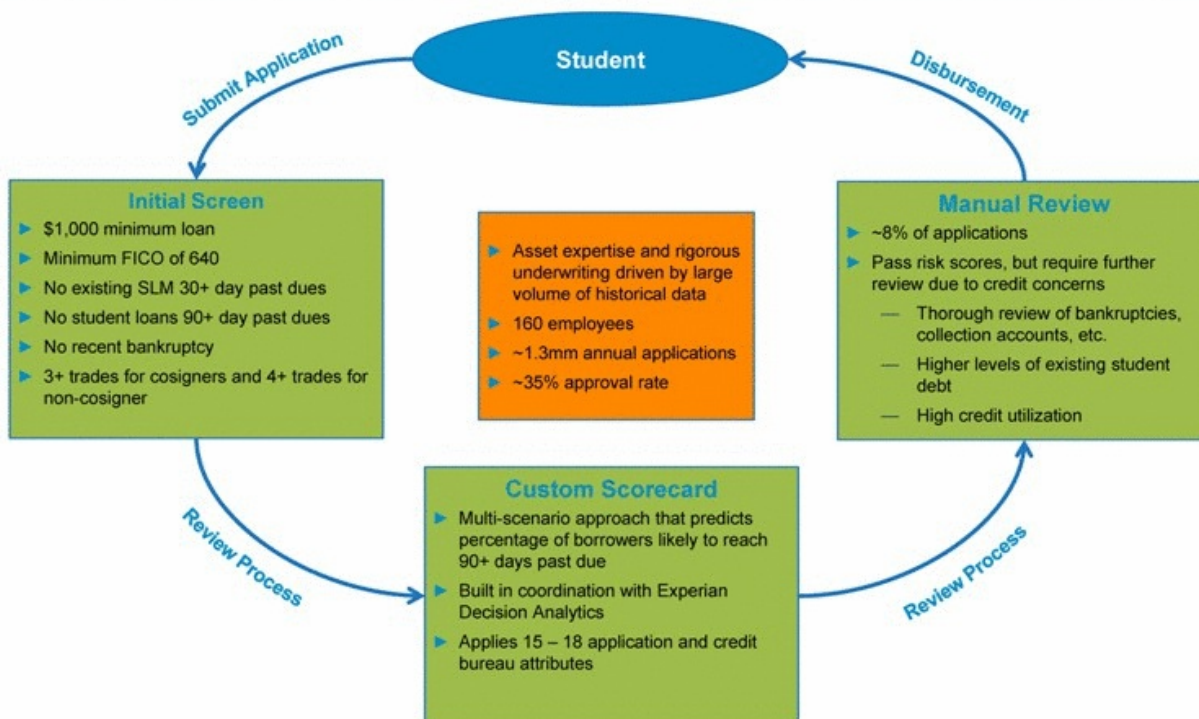 Student
Submit Application
Disbursement
Initial Screen
$1,000 minimum loan
Minimum FICO of 640
No existing SLM 30+ day past dues
No student loans 90+ day past dues
No recent bankruptcy
3+ trades for cosigners and 4+ trades for
non-cosigner
Asset expertise and rigorous
underwriting driven by large
volume of historical data
160 employees
~1.3mm annual applications
~35% approval rate
Manual Review
~8% of applications
Pass risk scores, but require further
review due to credit concerns
— Thorough review of bankruptcies,
collection accounts, etc.
— Higher levels of existing student
debt
— High credit utilization
Review Process
Custom Scorecard
Multi-scenario approach that predicts
percentage of borrowers likely to reach
90+ days past due
Built in coordination with Experian
Decision Analytics
Applies 15 – 18 application and credit
bureau attributes
Review Process